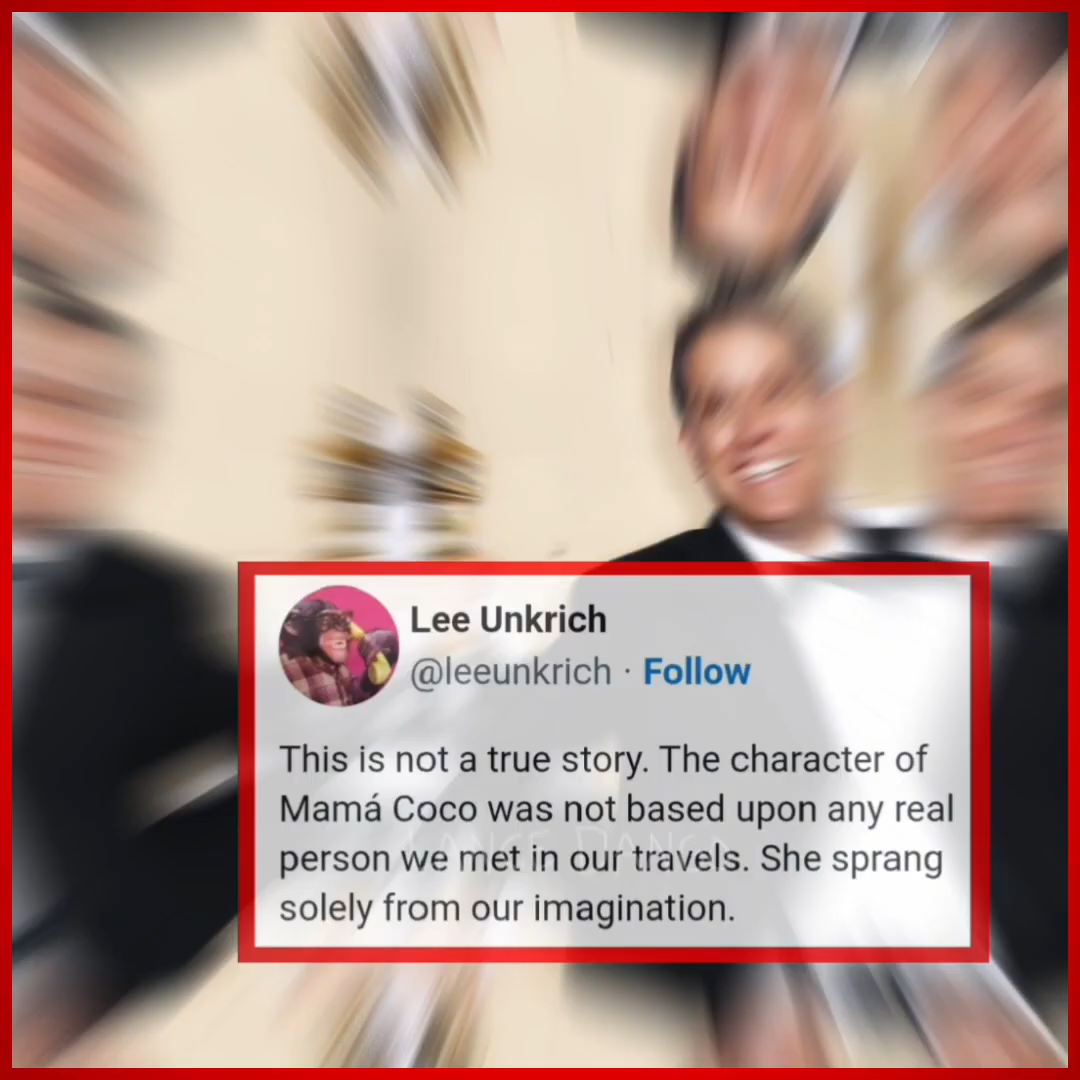 Lee Unkrich
@leeunkrich · Follow
This is not a true story. The character of
Mamá Coco was not based upon any real
person we met in our travels. She sprang
solely from our imagination.